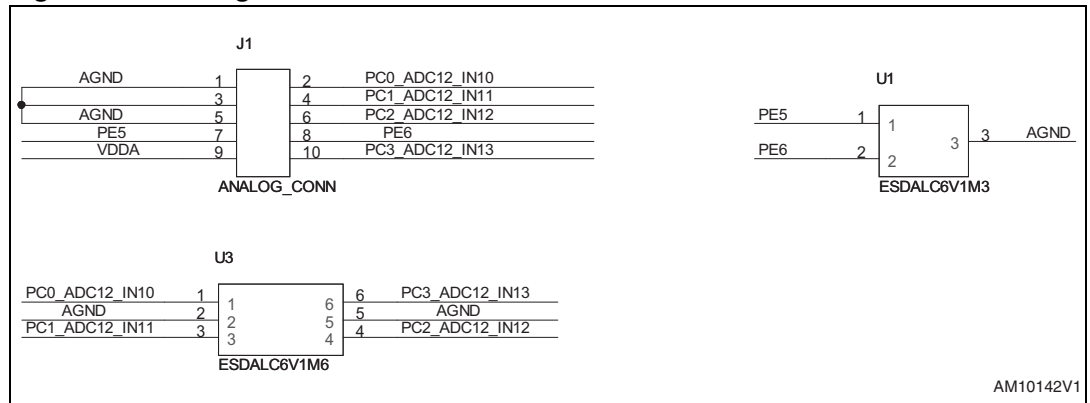 J1
AGND 1 2 PC0_ADC12_IN10
3 4 PC1_ADC12_IN11
AGND 5 6 PC2_ADC12_IN12
PE5 7 8 PE6
VDDA 9 10 PC3_ADC12_IN13
ANALOG_CONN
U1
PE5 1 1 3 3 AGND
PE6 2 2
ESDALC6V1M3
U3
PC0_ADC12_IN10 1 1 6 6 PC3_ADC12_IN13
AGND 2 2 5 5 AGND
PC1_ADC12_IN11 3 3 4 4 PC2_ADC12_IN12
ESDALC6V1M6
AM10142V1